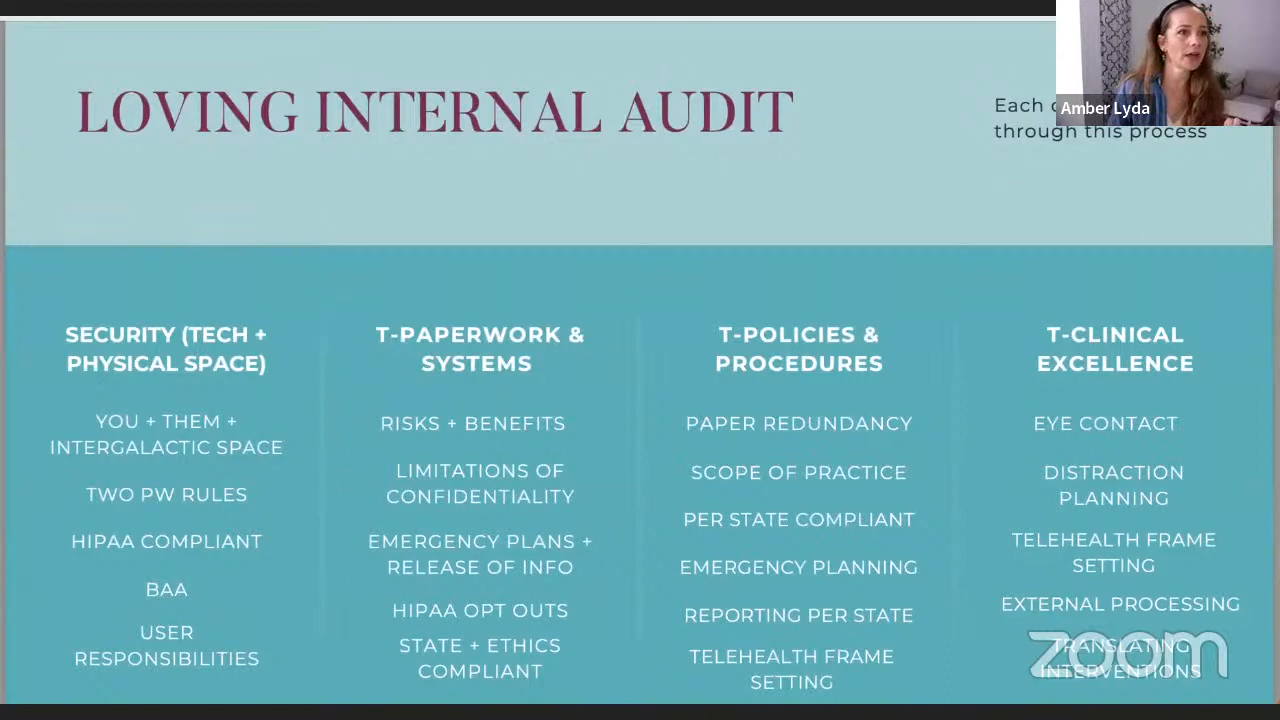 LOVING INTERNAL AUDIT
Each
through this process
Amber Lyda
SECURITY (TECH +
PHYSICAL SPACE)
YOU + THEM +
INTERGALACTIC SPACE
TWO PW RULES
HIPAA COMPLIANT
BAA
USER
RESPONSIBILITIES
T-PAPERWORK &
SYSTEMS
RISKS + BENEFITS
LIMITATIONS OF
CONFIDENTIALITY
EMERGENCY PLANS +
RELEASE OF INFO
HIPAA OPT OUTS
STATE + ETHICS
COMPLIANT
T-POLICIES &
PROCEDURES
PAPER REDUNDANCY
SCOPE OF PRACTICE
PER STATE COMPLIANT
EMERGENCY PLANNING
REPORTING PER STATE
TELEHEALTH FRAME
SETTING
T-CLINICAL
EXCELLENCE
EYE CONTACT
DISTRACTION
PLANNING
TELEHEALTH FRAME
SETTING
EXTERNAL PROCESSING
TRANSLATING
INTERVENTIONS
zoom